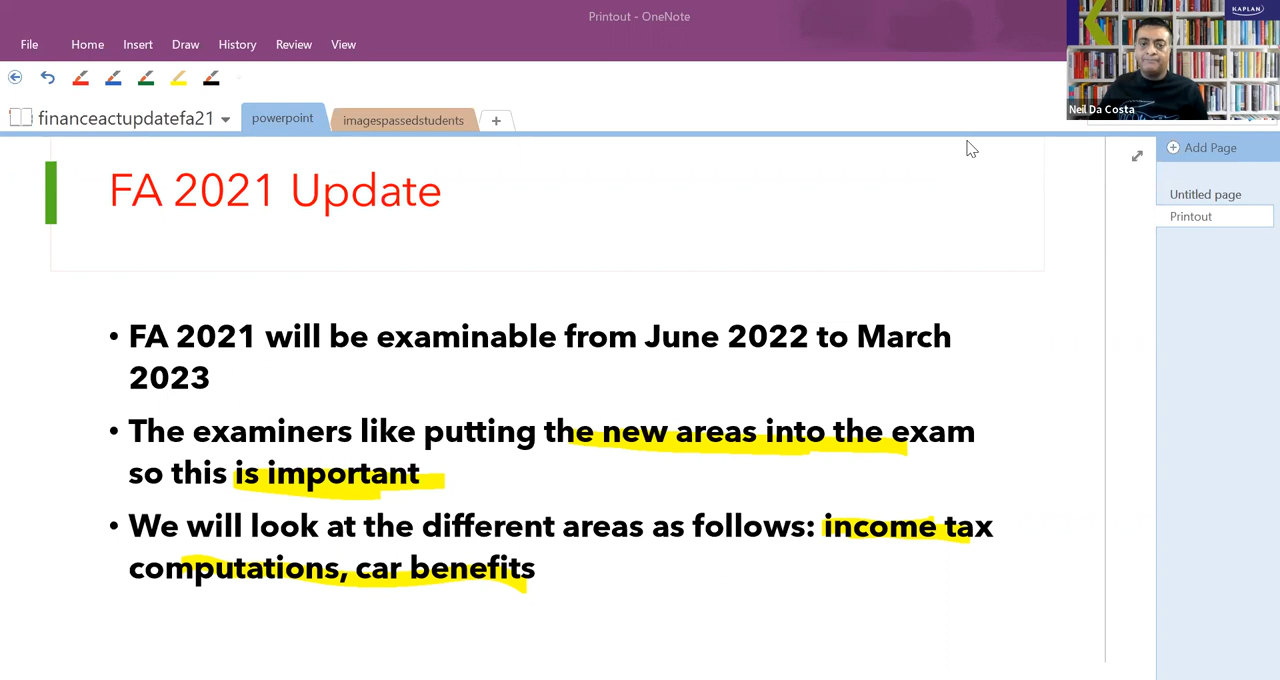 Printout - OneNote
KAPLAN
File Home Insert Draw History Review View
Neil Da Costa
financeactupdatefa21 powerpoint imagespassedstudents +
Add Page
Untitled page
Printout
FA 2021 Update
• FA 2021 will be examinable from June 2022 to March
2023
• The examiners like putting the new areas into the exam
so this is important
• We will look at the different areas as follows: income tax
computations, car benefits